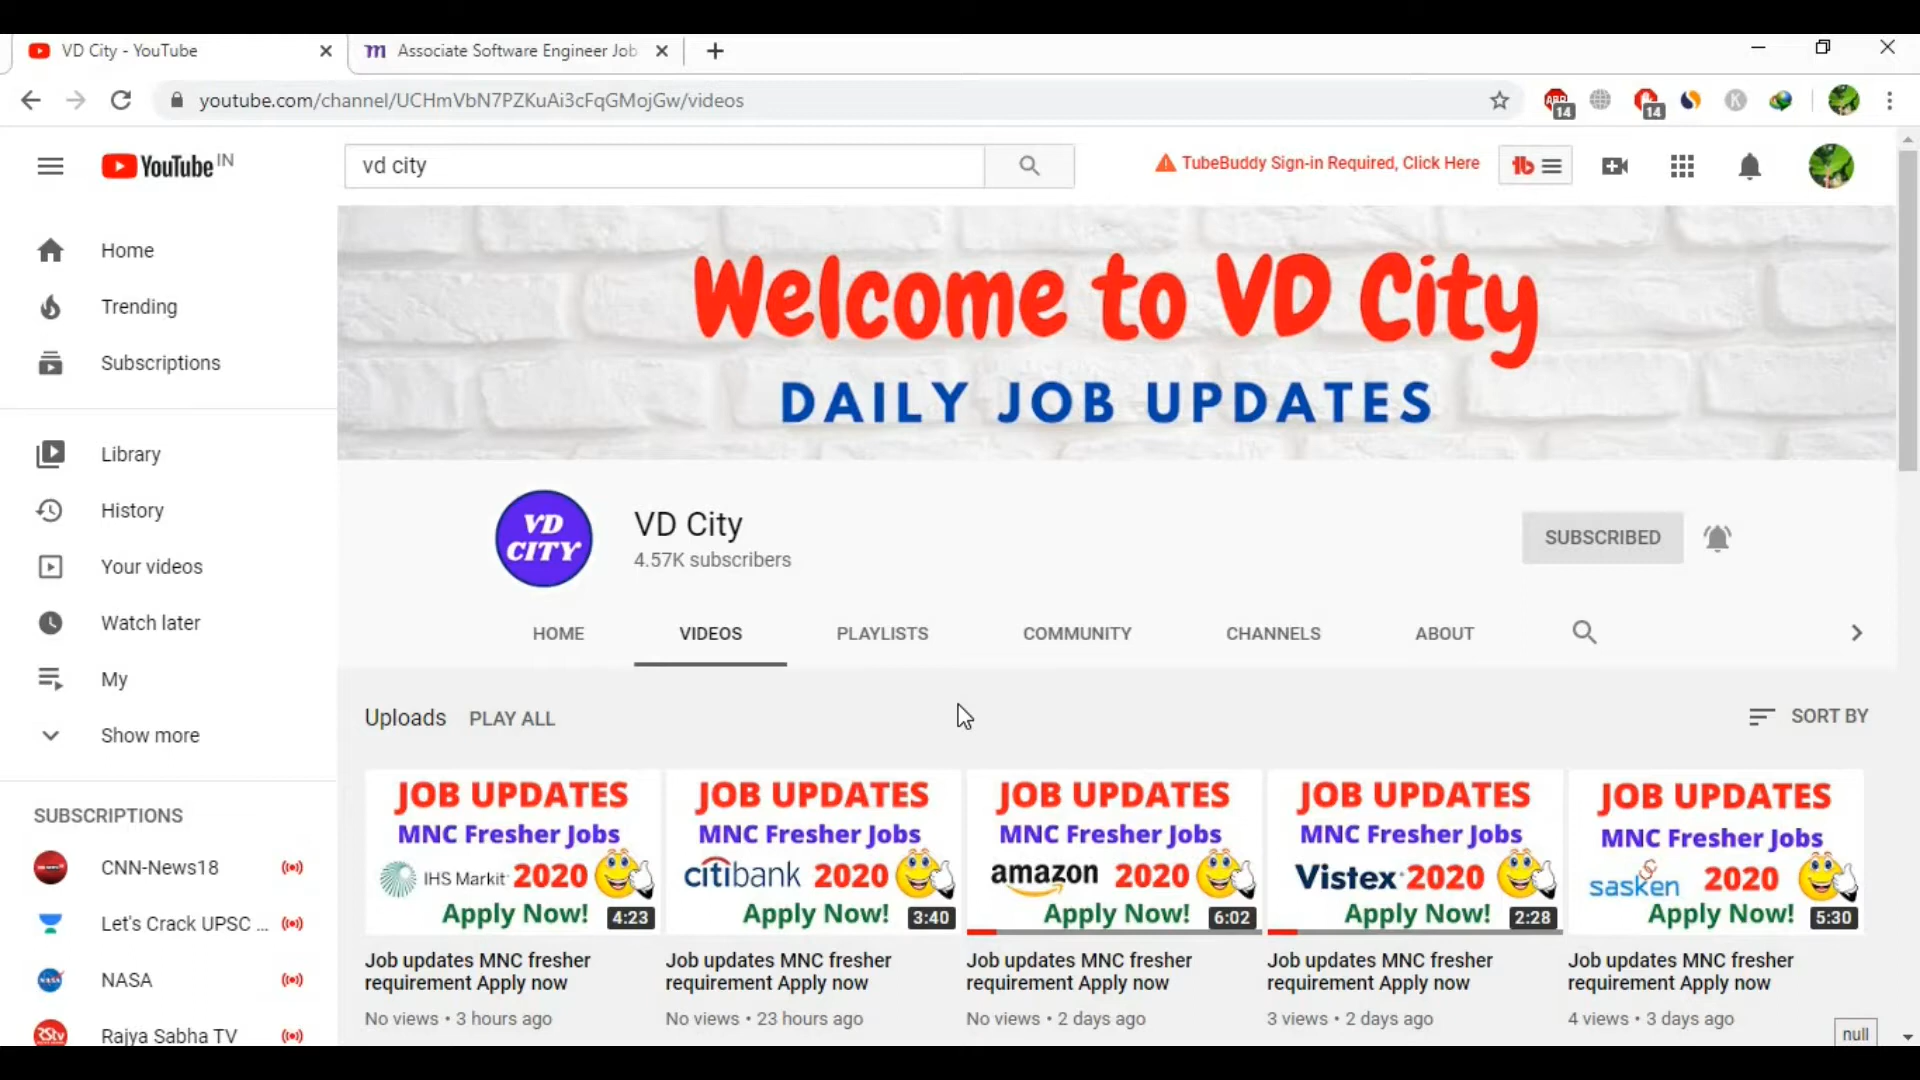 VD City - YouTube
Associate Software Engineer Job
youtube.com/channel/UCHmVbN7PZKuAi3cFqGMojGw/videos
ABP
14
14
K
YouTube IN
vd city
TubeBuddy Sign-in Required, Click Here
tb
Home
Trending
Subscriptions
Library
History
Your videos
Watch later
My
Show more
SUBSCRIPTIONS
CNN-News18
Let's Crack UPSC ...
NASA
Rajya Sabha TV
Welcome to VD City
DAILY JOB UPDATES
VD
CITY
VD City
4.57K subscribers
SUBSCRIBED
HOME
VIDEOS
PLAYLISTS
COMMUNITY
CHANNELS
ABOUT
Uploads
PLAY ALL
SORT BY
JOB UPDATES
MNC Fresher Jobs
IHS Markit 2020
Apply Now!
4:23
Job updates MNC fresher
requirement Apply now
No views • 3 hours ago
JOB UPDATES
MNC Fresher Jobs
citibank 2020
Apply Now!
3:40
Job updates MNC fresher
requirement Apply now
No views • 23 hours ago
JOB UPDATES
MNC Fresher Jobs
amazon 2020
Apply Now!
6:02
Job updates MNC fresher
requirement Apply now
No views • 2 days ago
JOB UPDATES
MNC Fresher Jobs
Vistex 2020
Apply Now!
2:28
Job updates MNC fresher
requirement Apply now
3 views • 2 days ago
JOB UPDATES
MNC Fresher Jobs
sasken 2020
Apply Now!
5:30
Job updates MNC fresher
requirement Apply now
4 views • 3 days ago
null